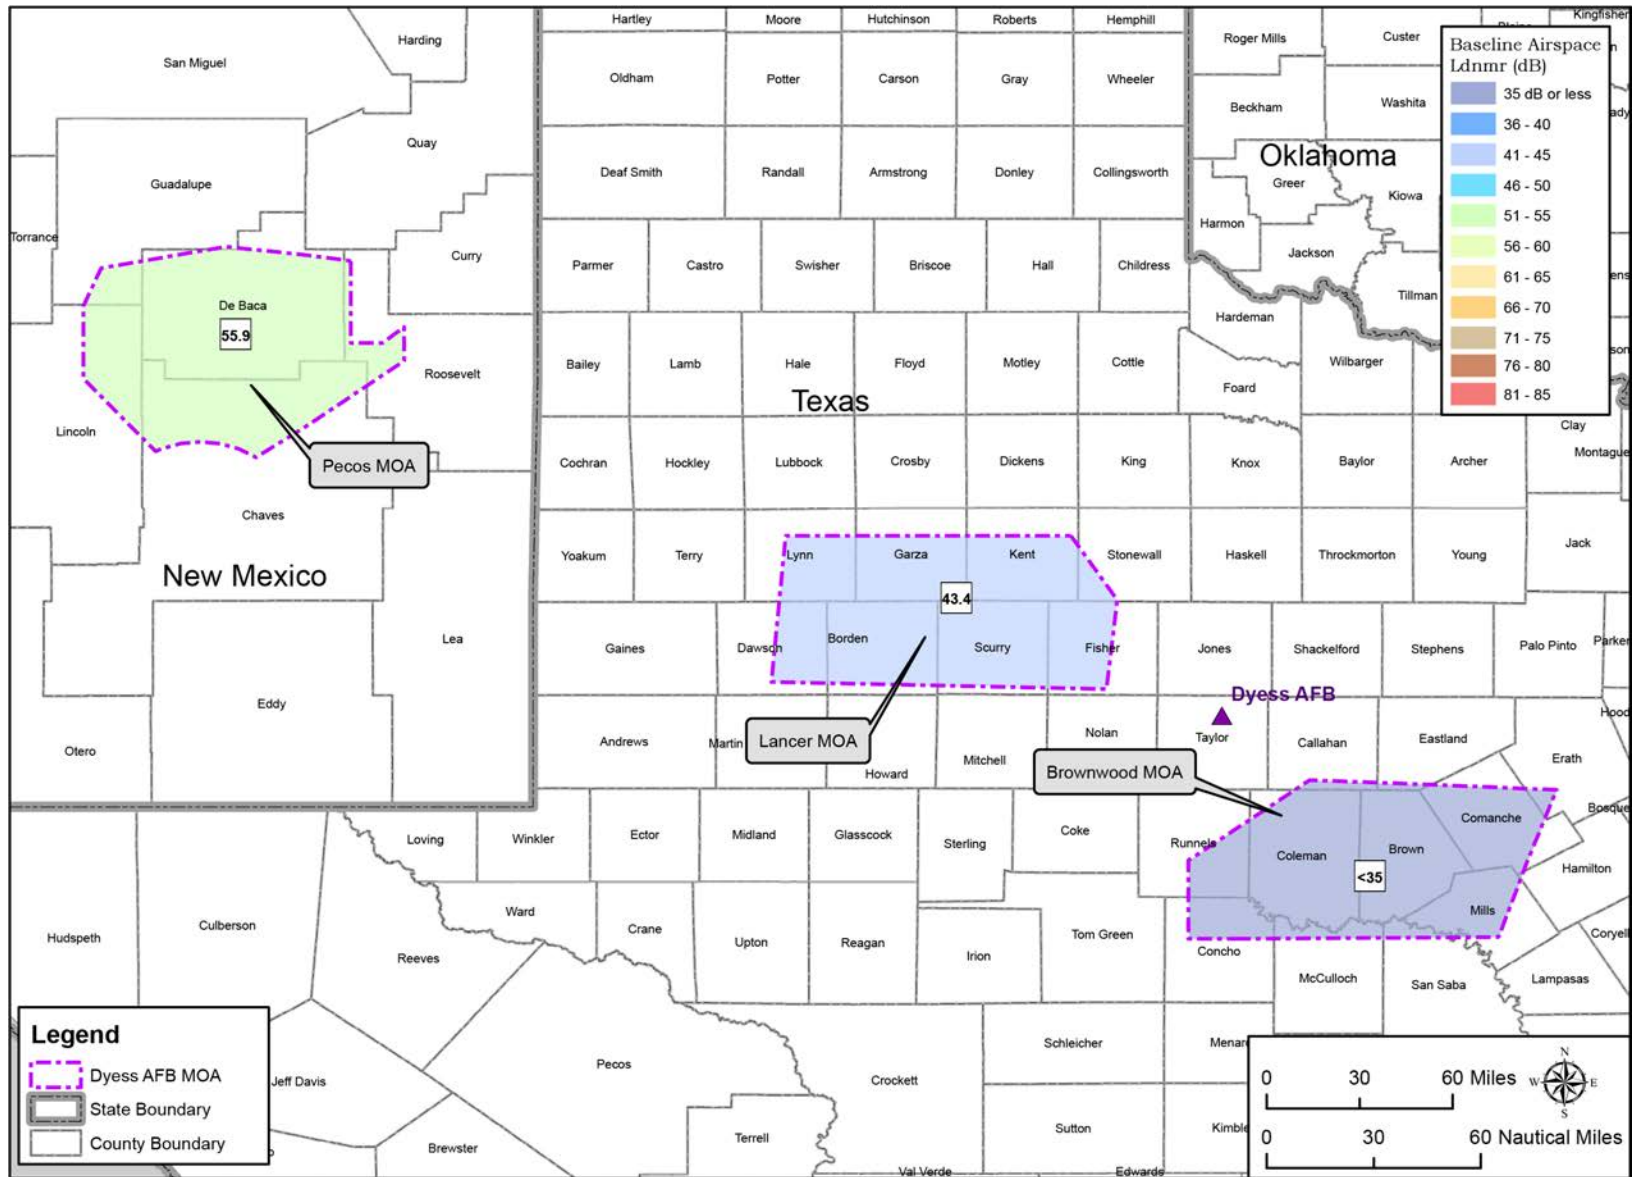 Hartley
Moore
Hutchinson
Roberts
Hemphill
Kingfisher
Harding
San Miguel
Roger Mills
Custer
Oldham
Potter
Carson
Gray
Wheeler
Beckham
Washita
Baseline Airspace
Ldnmr (dB)
35 dB or less
36 - 40
41 - 45
46 - 50
51 - 55
56 - 60
61 - 65
66 - 70
71 - 75
76 - 80
81 - 85
Quay
Guadalupe
Deaf Smith
Randall
Armstrong
Donley
Collingsworth
Oklahoma
Greer
Kiowa
Harmon
Jackson
Tillman
Torrance
Curry
Parmer
Castro
Swisher
Briscoe
Hall
Childress
De Baca
55.9
Hardeman
Roosevelt
Bailey
Lamb
Hale
Floyd
Motley
Cottle
Wilbarger
Foard
Texas
Lincoln
Clay
Pecos MOA
Cochran
Hockley
Lubbock
Crosby
Dickens
King
Knox
Baylor
Archer
Montague
Chaves
New Mexico
Yoakum
Terry
Lynn
Garza
Kent
Stonewall
Haskell
Throckmorton
Young
Jack
43.4
Lea
Gaines
Dawson
Borden
Scurry
Fisher
Jones
Shackelford
Stephens
Palo Pinto
Parker
Eddy
Dyess AFB
Hood
Otero
Andrews
Martin
Lancer MOA
Howard
Mitchell
Nolan
Taylor
Callahan
Eastland
Erath
Brownwood MOA
Bosque
Loving
Winkler
Ector
Midland
Glasscock
Sterling
Coke
Runnels
Coleman
Brown
Comanche
<35
Hamilton
Hudspeth
Culberson
Ward
Crane
Upton
Reagan
Irion
Tom Green
Concho
Mills
Coryell
Reeves
McCulloch
San Saba
Lampasas
Legend
Dyess AFB MOA
State Boundary
County Boundary
Jeff Davis
Pecos
Brewster
Terrell
Crockett
Val Verde
Schleicher
Menard
Sutton
Kimble
Edwards
N
W
E
S
0 30 60 Miles
0 30 60 Nautical Miles